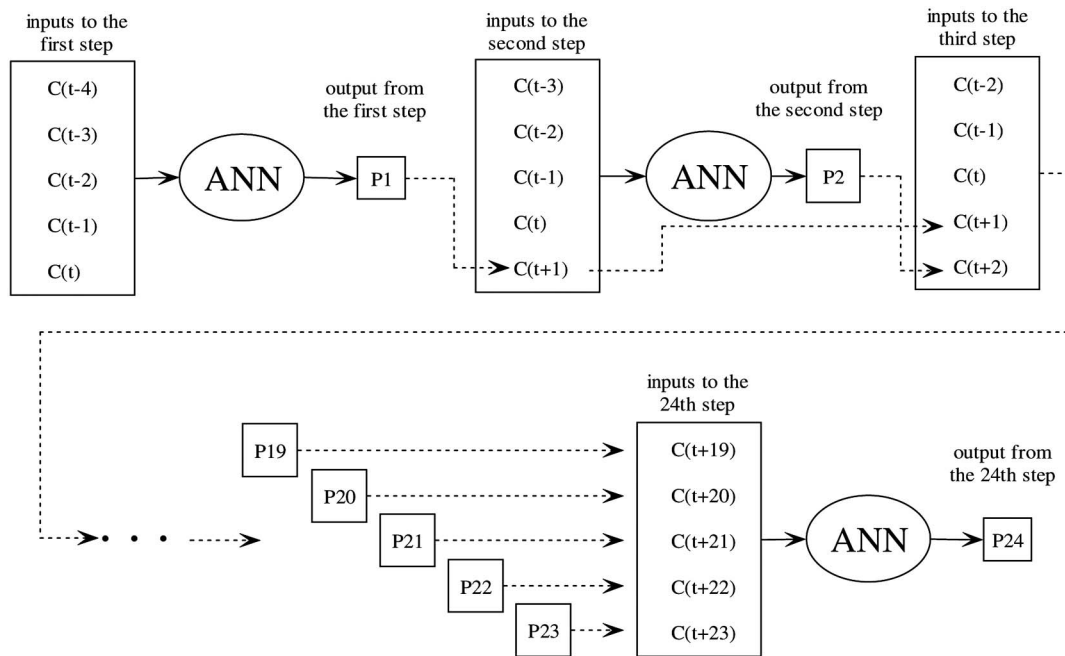 inputs to the
first step
C(t-4)
C(t-3)
C(t-2)
C(t-1)
C(t)
ANN
output from
the first step
P1
inputs to the
second step
C(t-3)
C(t-2)
C(t-1)
C(t)
C(t+1)
ANN
output from
the second step
P2
inputs to the
third step
C(t-2)
C(t-1)
C(t)
C(t+1)
C(t+2)
P19
P20
P21
P22
P23
inputs to the
24th step
C(t+19)
C(t+20)
C(t+21)
C(t+22)
C(t+23)
ANN
output from
the 24th step
P24